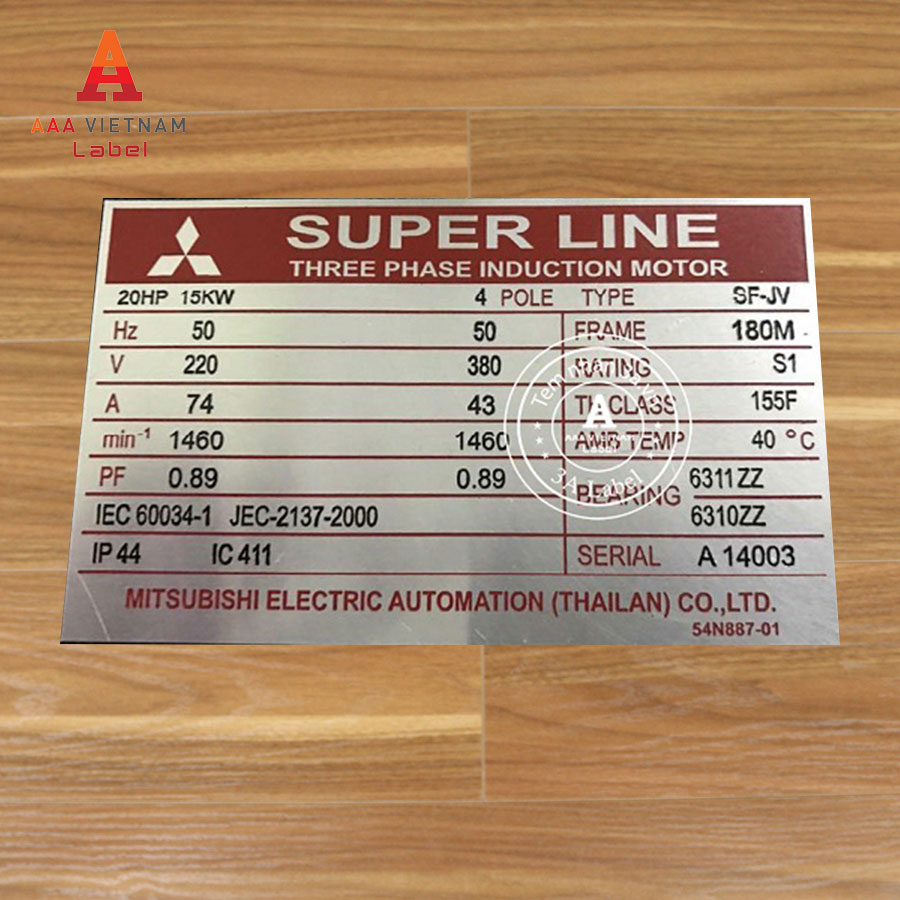 AAA VIETNAM
Label
SUPER LINE
THREE PHASE INDUCTION MOTOR
20HP 15KW 4 POLE TYPE SF-JV
Hz 50 50 FRAME 180M
V 220 380 RATING S1
A 74 43 TH CLASS 155F
min⁻¹ 1460 1460 AMB TEMP 40 °C
PF 0.89 0.89 BEARING 6311ZZ
6310ZZ
IEC 60034-1 JEC-2137-2000
IP 44 IC 411 SERIAL A 14003
MITSUBISHI ELECTRIC AUTOMATION (THAILAN) CO.,LTD.
54N887-01
3A Label